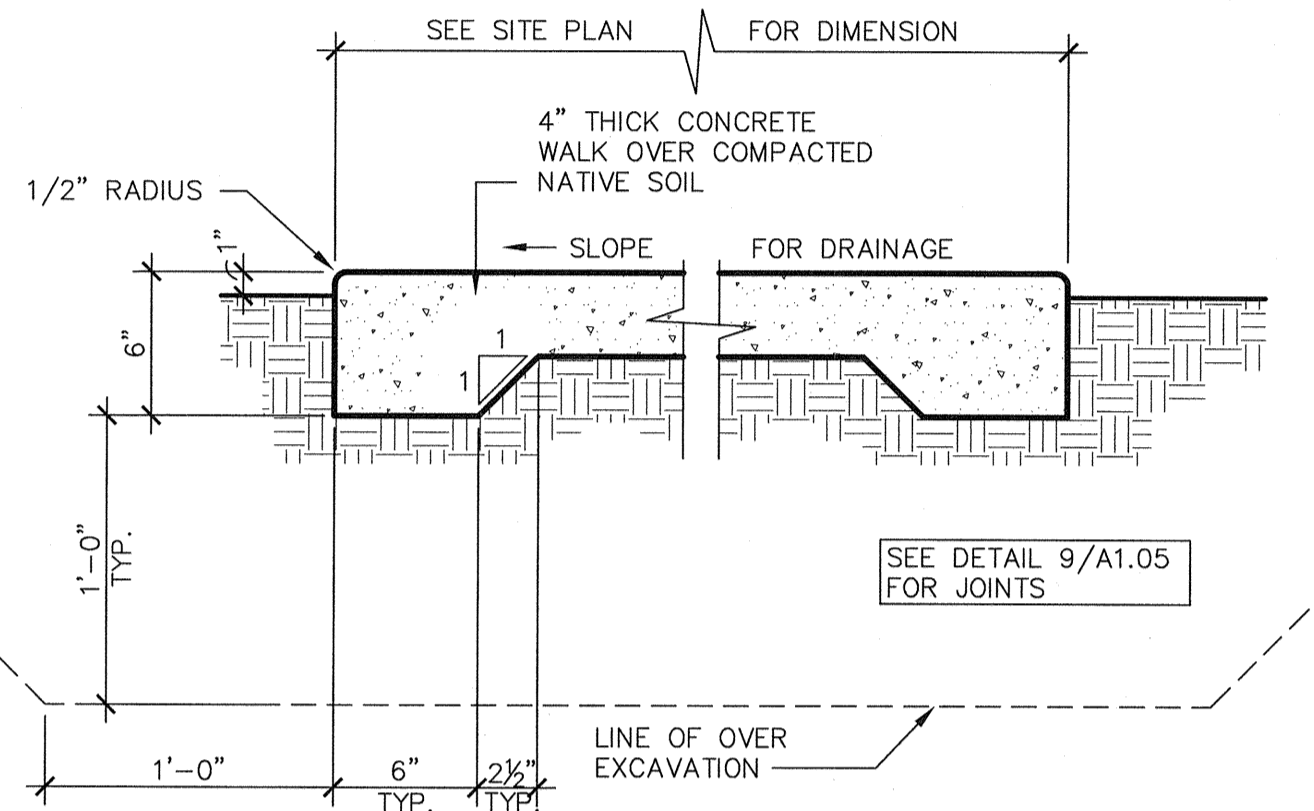 SEE SITE PLAN FOR DIMENSION
4" THICK CONCRETE
WALK OVER COMPACTED
NATIVE SOIL
1/2" RADIUS
1"
SLOPE FOR DRAINAGE
6"
1
1
1'-0"
TYP.
SEE DETAIL 9/A1.05
FOR JOINTS
LINE OF OVER
EXCAVATION
1'-0"
6"
TYP.
2½"
TYP.